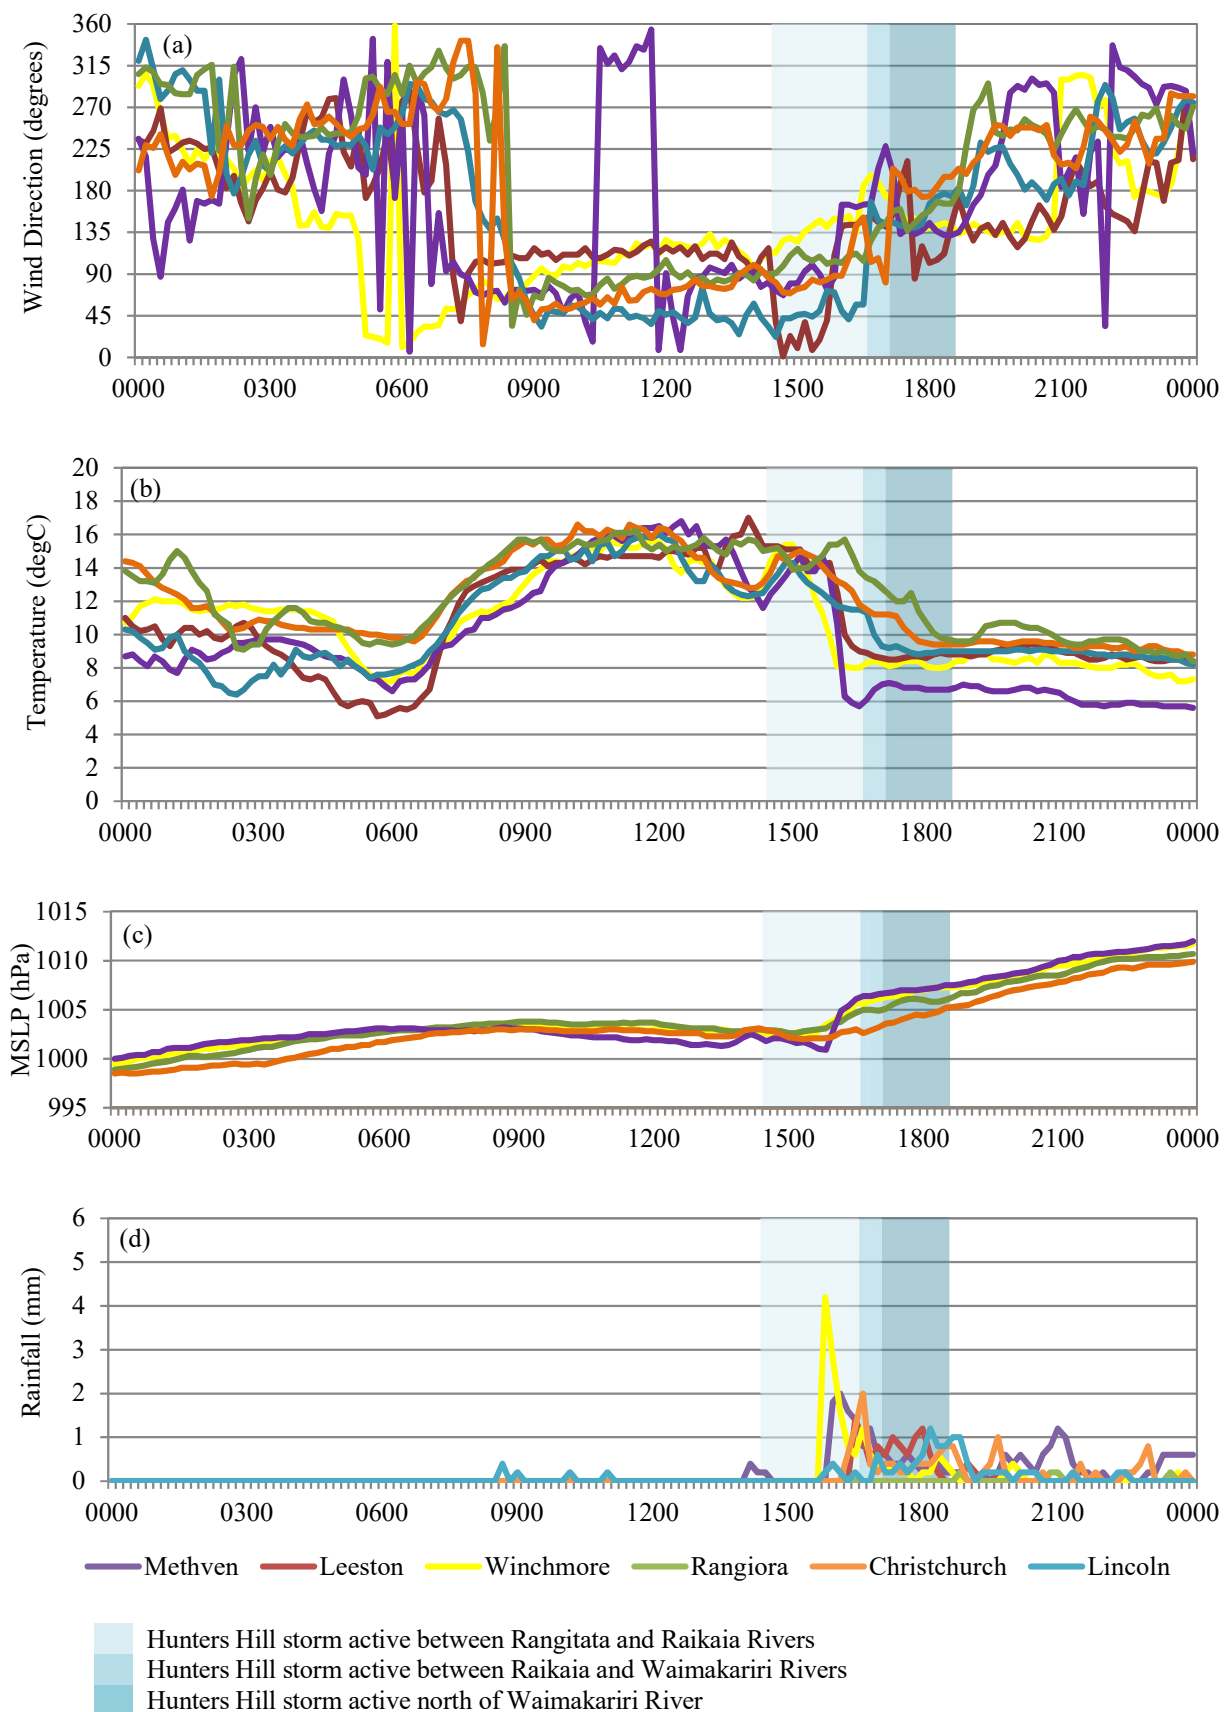 360
315
270
225
180
135
90
45
0
Wind Direction (degrees)
(a)
0000 0300 0600 0900 1200 1500 1800 2100 0000
20
18
16
14
12
10
8
6
4
2
0
Temperature (degC)
(b)
0000 0300 0600 0900 1200 1500 1800 2100 0000
1015
1010
1005
1000
995
MSLP (hPa)
(c)
0000 0300 0600 0900 1200 1500 1800 2100 0000
6
5
4
3
2
1
0
Rainfall (mm)
(d)
0000 0300 0600 0900 1200 1500 1800 2100 0000
Methven Leeston Winchmore Rangiora Christchurch Lincoln
Hunters Hill storm active between Rangitata and Raikaia Rivers
Hunters Hill storm active between Raikaia and Waimakariri Rivers
Hunters Hill storm active north of Waimakariri River